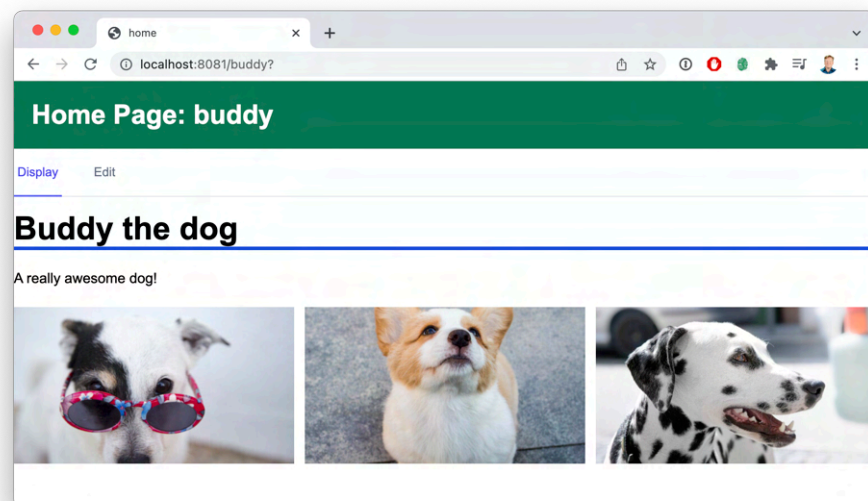 home
localhost:8081/buddy?
Home Page: buddy
Display Edit
Buddy the dog
A really awesome dog!